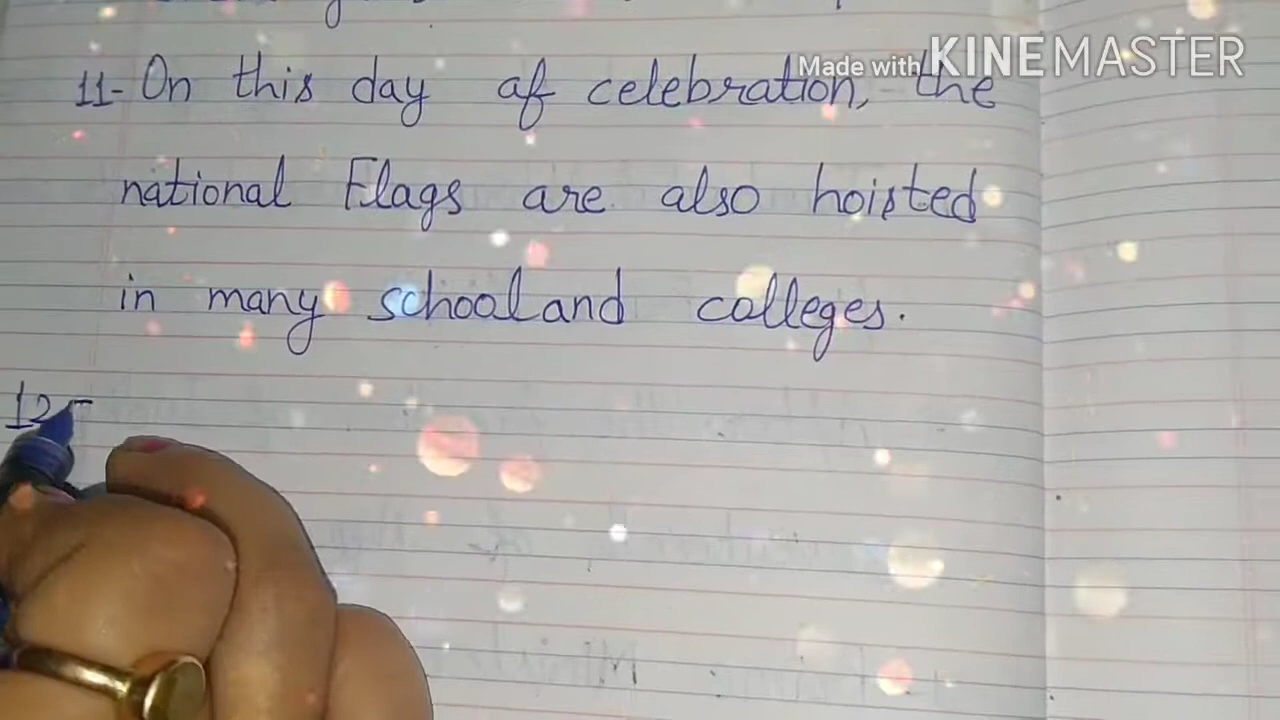 Made with KINEMASTER
11- On this day af celebration, the
national Flags are also hoisted
in many school and colleges.
12-